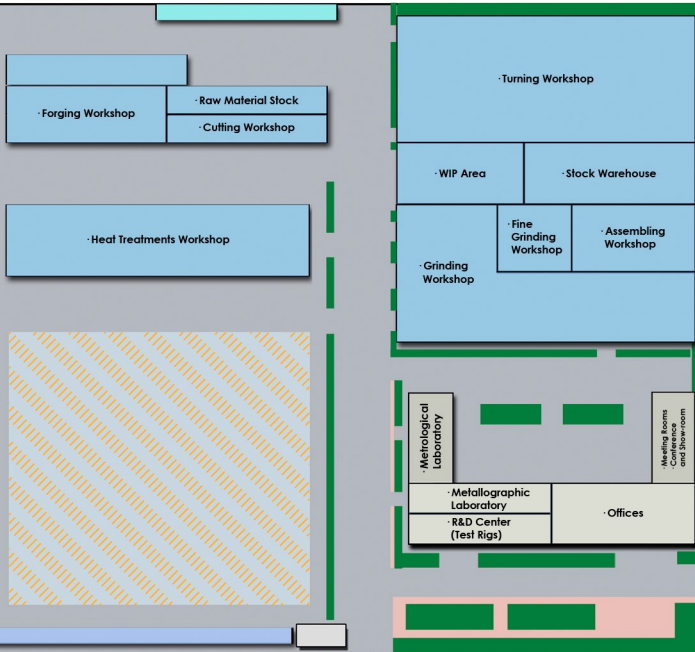 · Turning Workshop
· Forging Workshop
· Raw Material Stock
· Cutting Workshop
· WIP Area
· Stock Warehouse
· Heat Treatments Workshop
· Grinding
Workshop
· Fine
Grinding
Workshop
· Assembling
Workshop
· Metrological
Laboratory
· Meeting Rooms
· Conference
and Show-room
· Metallographic
Laboratory
· R&D Center
(Test Rigs)
· Offices